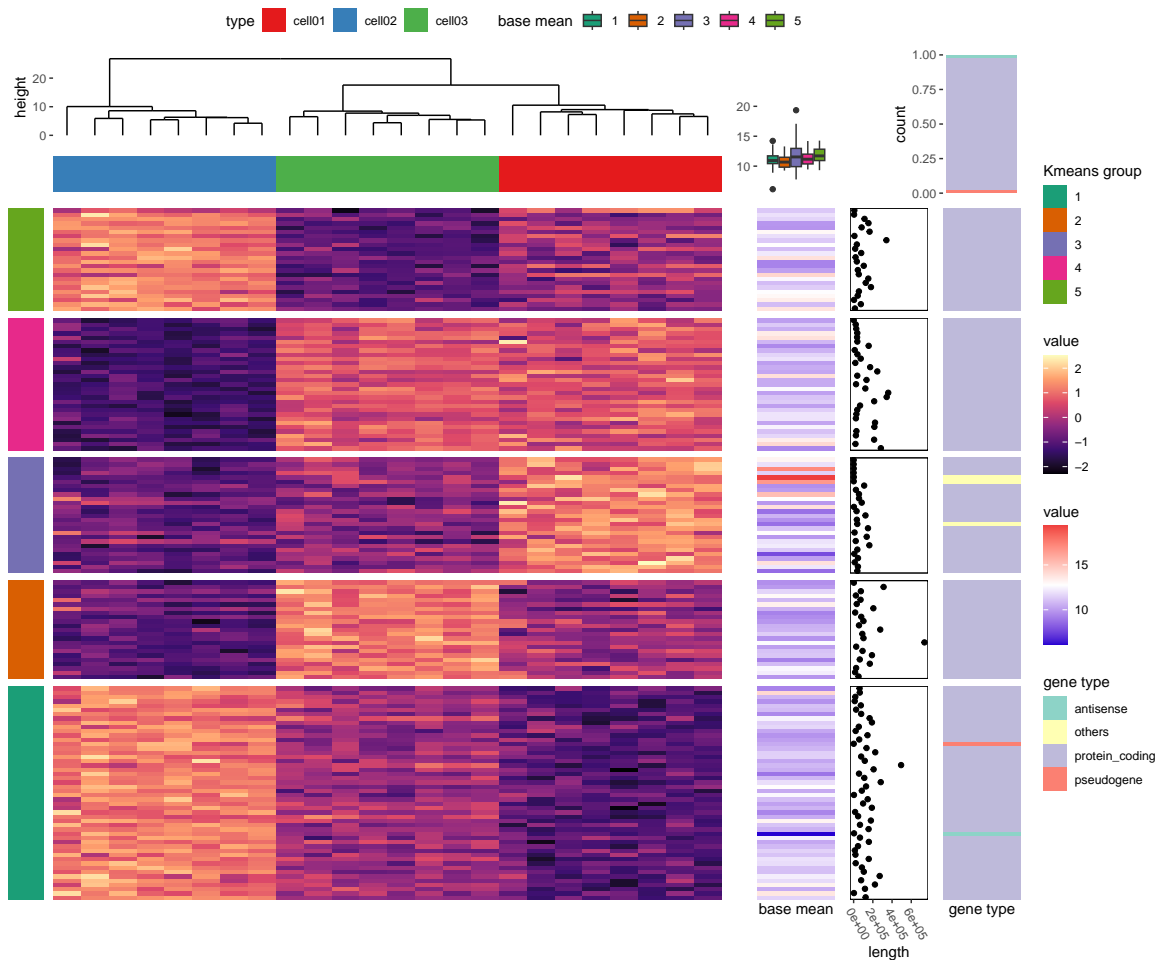 type cell01 cell02 cell03 base mean 1 2 3 4 5
height
20
10
0
20
15
10
count
1.00
0.75
0.50
0.25
0.00
Kmeans group
1
2
3
4
5
value
2
1
0
−1
−2
value
15
10
gene type
antisense
others
protein_coding
pseudogene
base mean
0e+00 2e+05 4e+05 6e+05
length
gene type